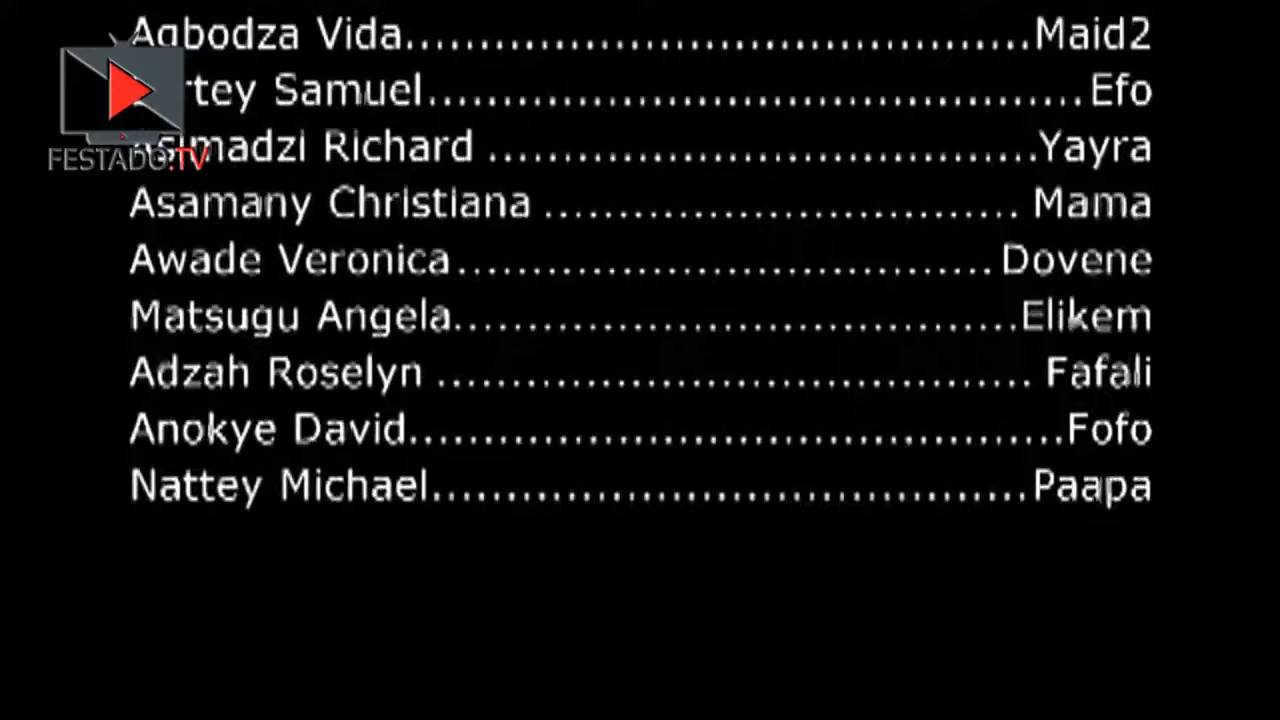 Agbodza Vida......................................Maid2
Samuel........................................Efo
Richard ..................................Yayra
Asamany Christiana ............................. Mama
Awade Veronica.................................Dovene
Matsugu Angela...................................Elikem
Adzah Roselyn .................................... Fafali
Anokye David........................................Fofo
Nattey Michael....................................Paapa
FESTADO.TV